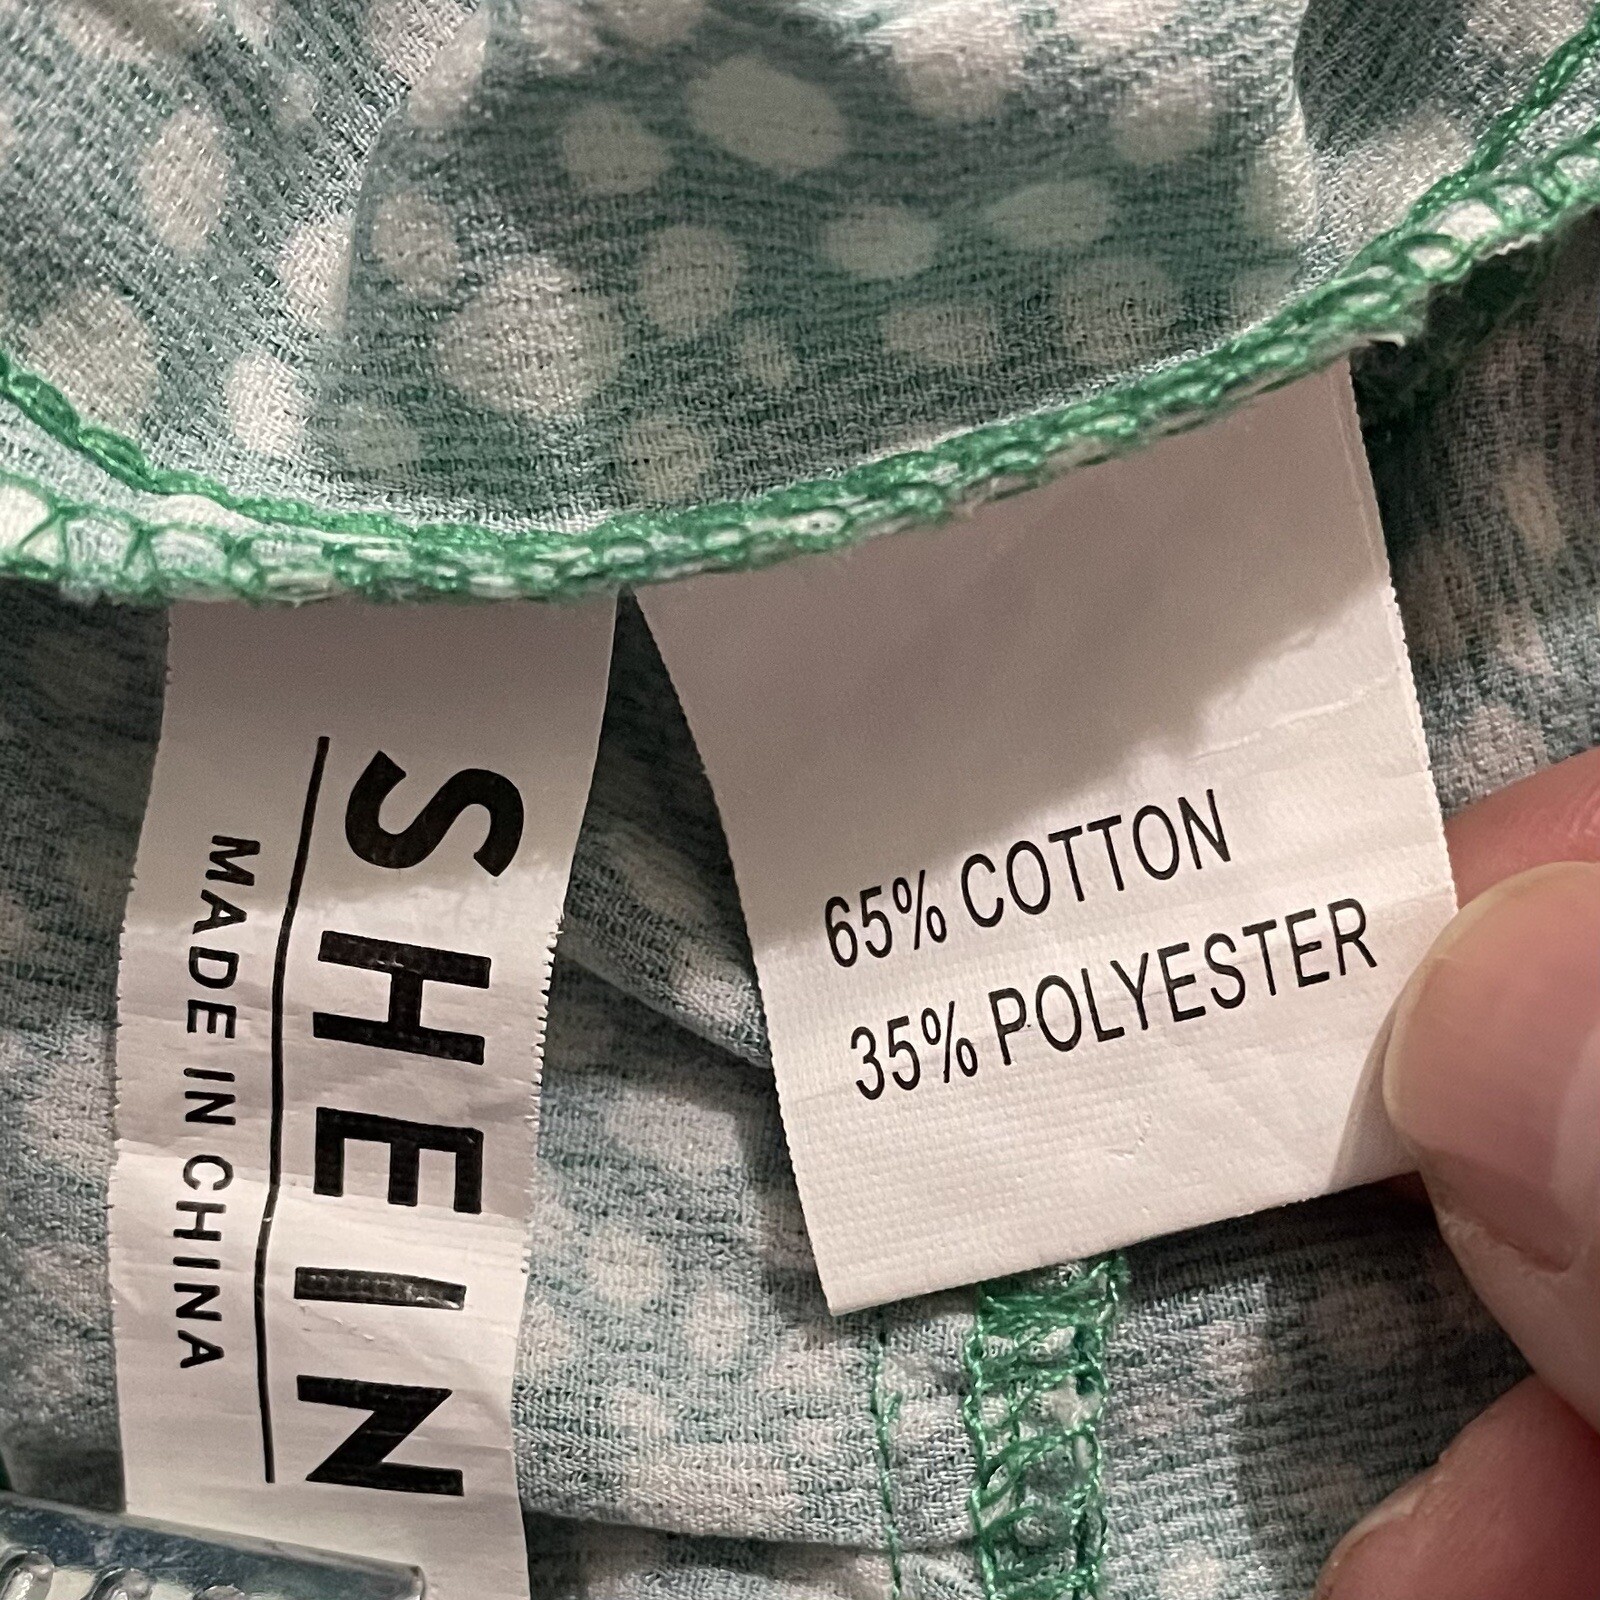 SHEIN
MADE IN CHINA
65% COTTON
35% POLYESTER